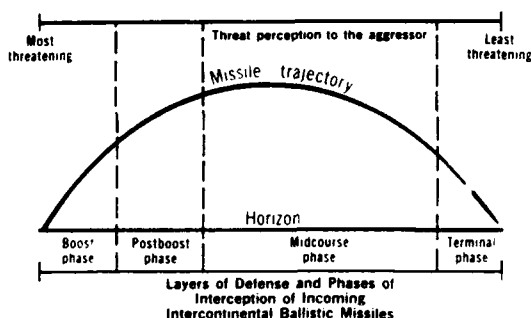 Most
threatening
Threat perception to the aggressor
Least
threatening
Missile trajectory
Horizon
Boost
phase
Postboost
phase
Midcourse
phase
Terminal
phase
Layers of Defense and Phases of
Interception of Incoming
Intercontinental Ballistic Missiles